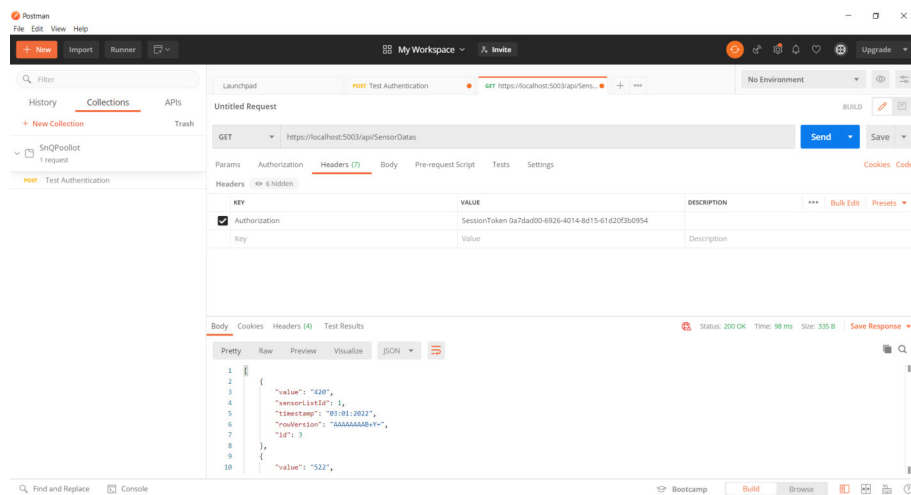 Postman
File Edit View Help
+ New Import Runner My Workspace Invite Upgrade
Filter
History Collections APIs
+ New Collection Trash
SnQPoolIot
1 request
POST Test Authentication
Launchpad POST Test Authentication GET https://localhost:5003/api/Sens... + ••• No Environment
Untitled Request BUILD
GET https://localhost:5003/api/SensorDatas Send Save
Params Authorization Headers (7) Body Pre-request Script Tests Settings Cookies Code
Headers 6 hidden
KEY VALUE DESCRIPTION ••• Bulk Edit Presets
Authorization SessionToken 0a7dad00-6926-4014-8d15-61d20f3b0954
Key Value Description
Body Cookies Headers (4) Test Results Status: 200 OK Time: 98 ms Size: 335 B Save Response
Pretty Raw Preview Visualize JSON
1 [
2 {
3 "value": "420",
4 "sensorListId": 1,
5 "timestamp": "03:01:2022",
6 "rowVersion": "AAAAAAAAB+Y=",
7 "id": 3
8 },
9 {
10 "value": "522",
Find and Replace Console Bootcamp Build Browse